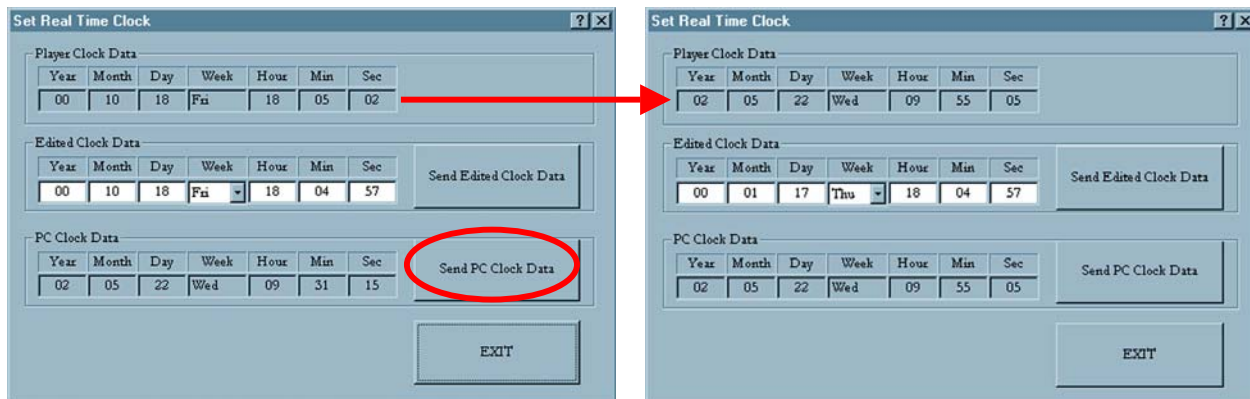 Set Real Time Clock
Player Clock Data
Year Month Day Week Hour Min Sec
00 10 18 Fri 18 05 02
Edited Clock Data
Year Month Day Week Hour Min Sec
00 10 18 Fri 18 04 57
Send Edited Clock Data
PC Clock Data
Year Month Day Week Hour Min Sec
02 05 22 Wed 09 31 15
Send PC Clock Data
EXIT
Set Real Time Clock
Player Clock Data
Year Month Day Week Hour Min Sec
02 05 22 Wed 09 55 05
Edited Clock Data
Year Month Day Week Hour Min Sec
00 01 17 Thu 18 04 57
Send Edited Clock Data
PC Clock Data
Year Month Day Week Hour Min Sec
02 05 22 Wed 09 55 05
Send PC Clock Data
EXIT